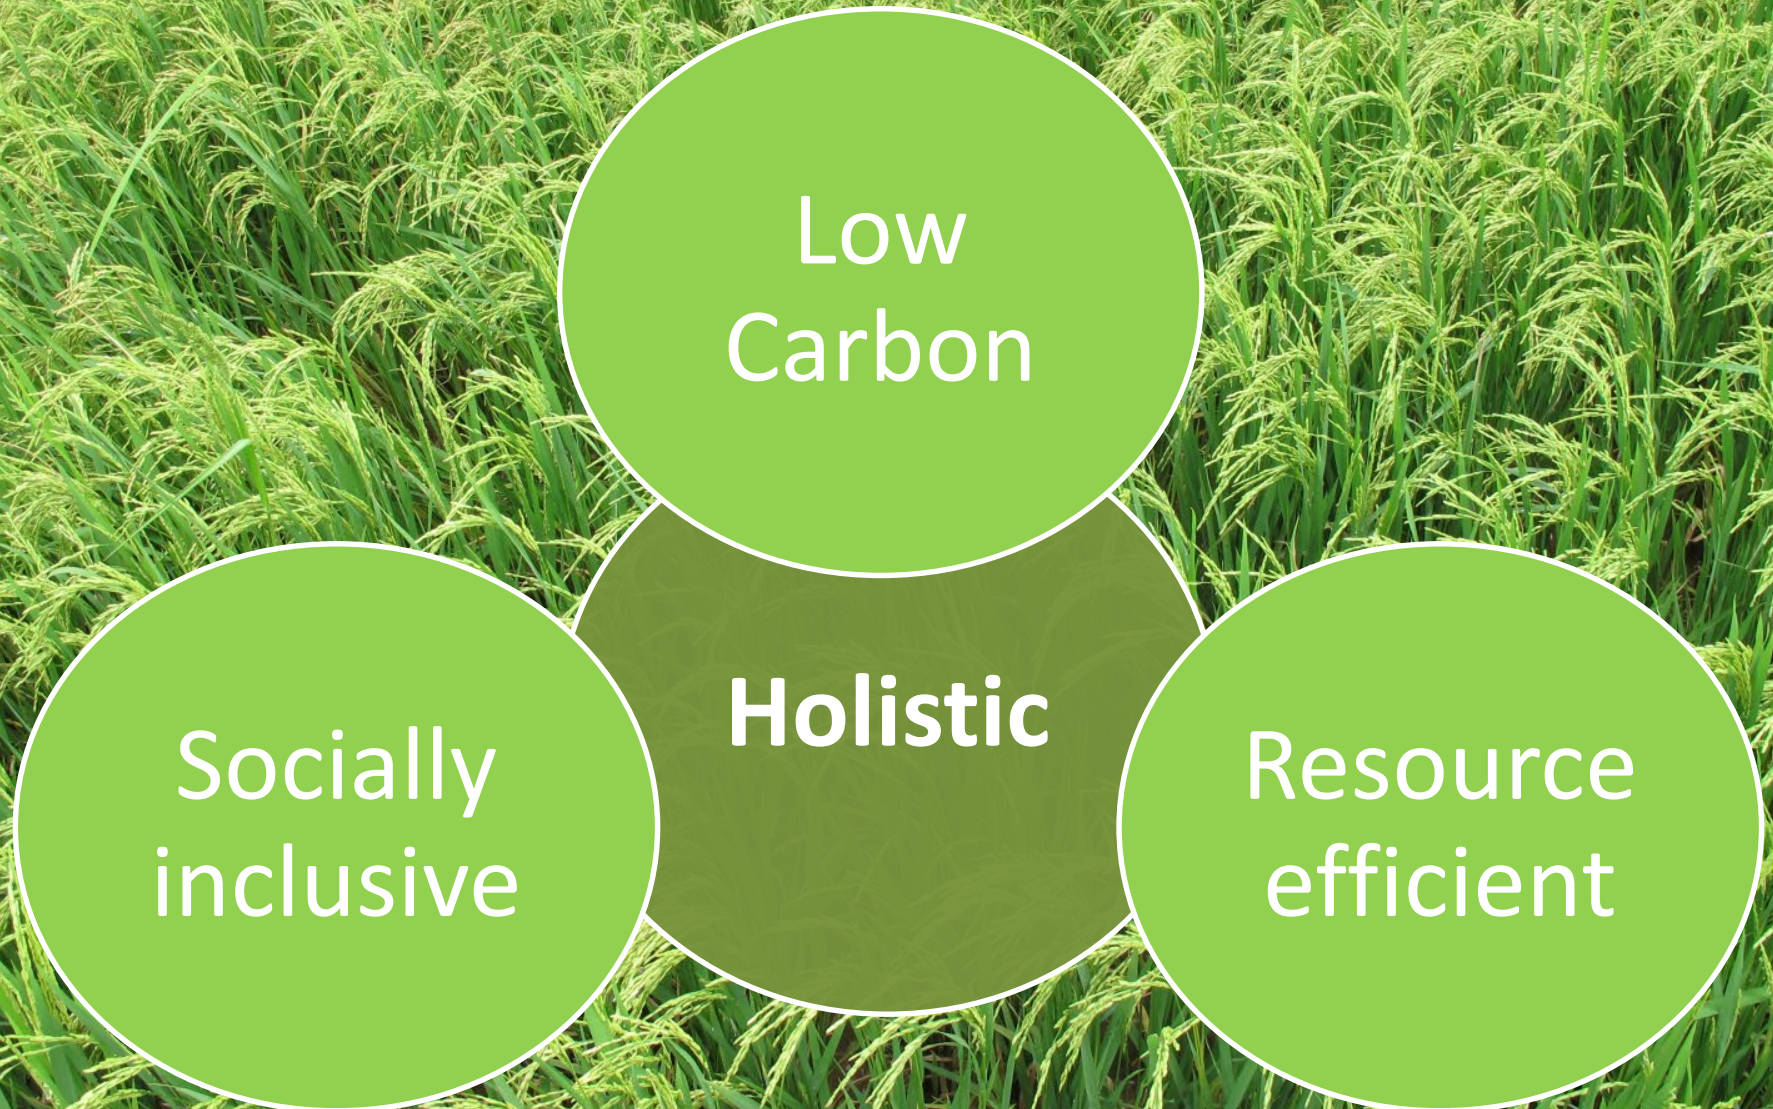 Low
Carbon
Holistic
Socially
inclusive
Resource
efficient